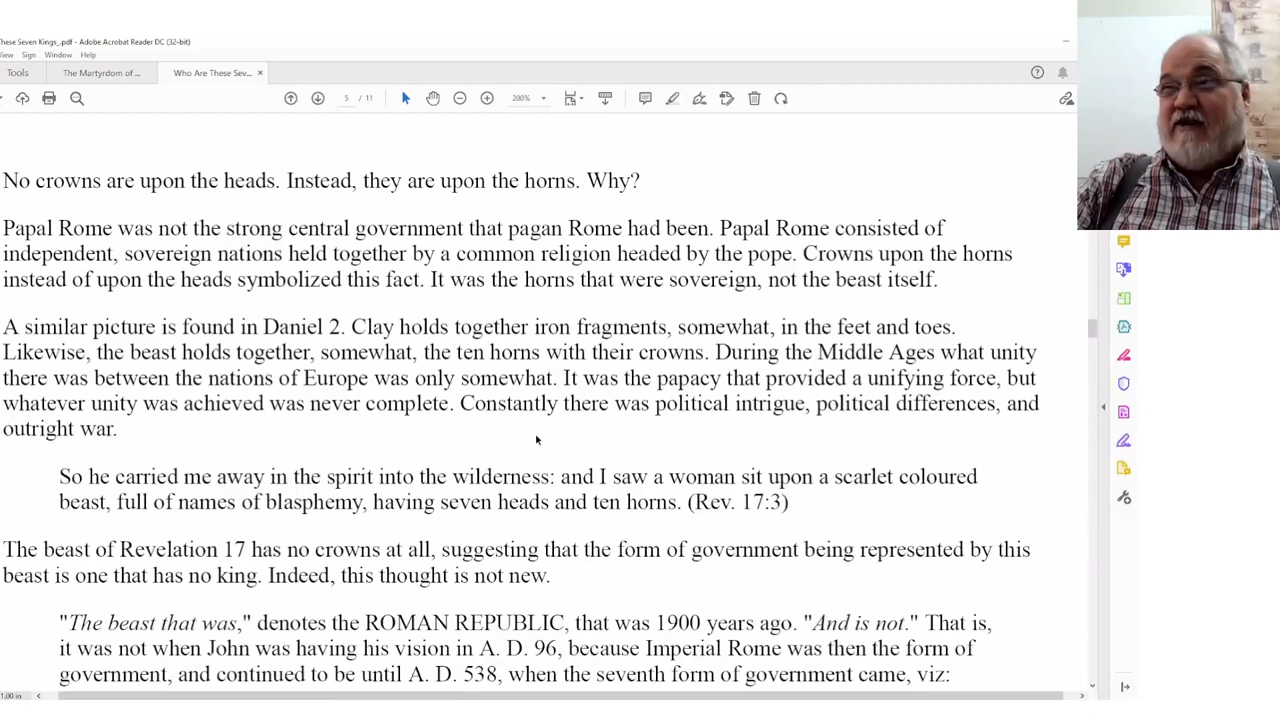 These Seven Kings_.pdf - Adobe Acrobat Reader DC (32-bit)
View Sign Window Help
Tools The Martyrdom of ... Who Are These Sev... ×
5 / 11 200%
No crowns are upon the heads. Instead, they are upon the horns. Why?
Papal Rome was not the strong central government that pagan Rome had been. Papal Rome consisted of
independent, sovereign nations held together by a common religion headed by the pope. Crowns upon the horns
instead of upon the heads symbolized this fact. It was the horns that were sovereign, not the beast itself.
A similar picture is found in Daniel 2. Clay holds together iron fragments, somewhat, in the feet and toes.
Likewise, the beast holds together, somewhat, the ten horns with their crowns. During the Middle Ages what unity
there was between the nations of Europe was only somewhat. It was the papacy that provided a unifying force, but
whatever unity was achieved was never complete. Constantly there was political intrigue, political differences, and
outright war.
So he carried me away in the spirit into the wilderness: and I saw a woman sit upon a scarlet coloured
beast, full of names of blasphemy, having seven heads and ten horns. (Rev. 17:3)
The beast of Revelation 17 has no crowns at all, suggesting that the form of government being represented by this
beast is one that has no king. Indeed, this thought is not new.
"The beast that was," denotes the ROMAN REPUBLIC, that was 1900 years ago. "And is not." That is,
it was not when John was having his vision in A. D. 96, because Imperial Rome was then the form of
government, and continued to be until A. D. 538, when the seventh form of government came, viz:
1.00 in